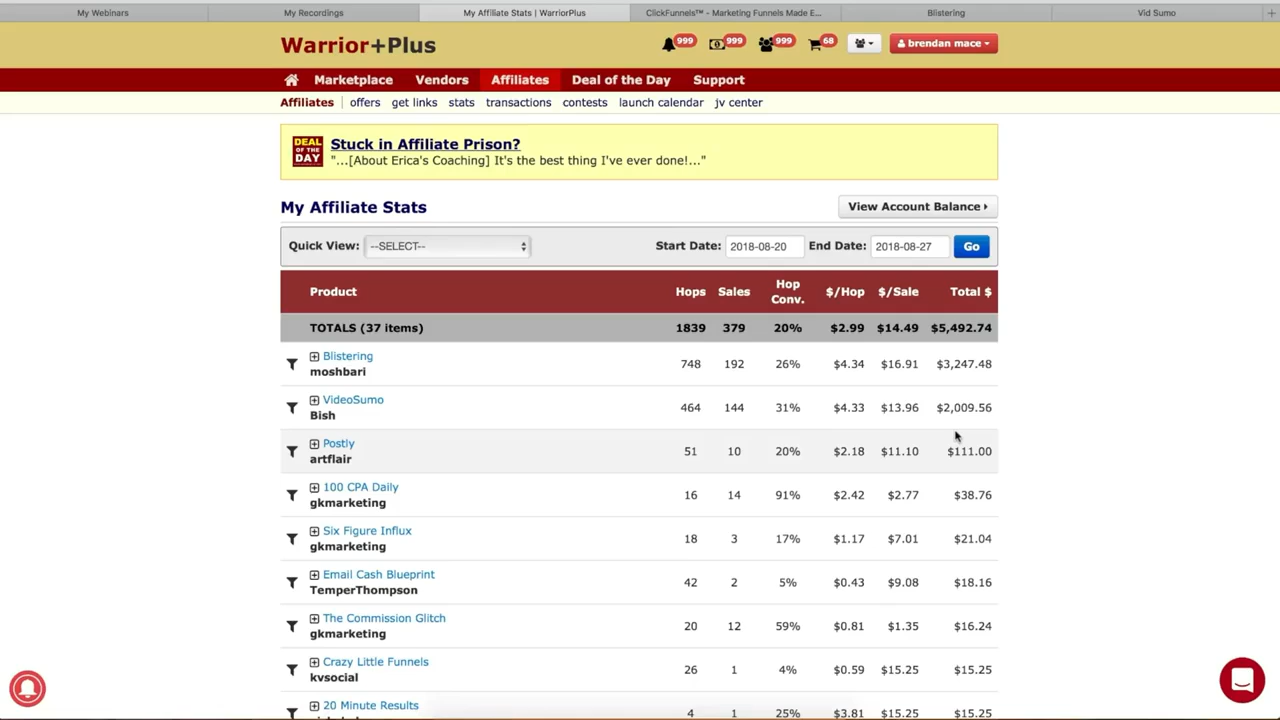 My Webinars
My Recordings
My Affiliate Stats | WarriorPlus
ClickFunnels™ - Marketing Funnels Made E...
Blistering
Vid Sumo
Warrior+Plus
999
999
999
68
brendan mace
Marketplace
Vendors
Affiliates
Deal of the Day
Support
Affiliates
offers
get links
stats
transactions
contests
launch calendar
jv center
DEAL
OF THE
DAY
Stuck in Affiliate Prison?
"...[About Erica's Coaching] It's the best thing I've ever done!..."
My Affiliate Stats
View Account Balance
Quick View: --SELECT--
Start Date: 2018-08-20 End Date: 2018-08-27 Go
Product Hops Sales Hop Conv. $/Hop $/Sale Total $
TOTALS (37 items) 1839 379 20% $2.99 $14.49 $5,492.74
Blistering
moshbari
748 192 26% $4.34 $16.91 $3,247.48
VideoSumo
Bish
464 144 31% $4.33 $13.96 $2,009.56
Postly
artflair
51 10 20% $2.18 $11.10 $111.00
100 CPA Daily
gkmarketing
16 14 91% $2.42 $2.77 $38.76
Six Figure Influx
gkmarketing
18 3 17% $1.17 $7.01 $21.04
Email Cash Blueprint
TemperThompson
42 2 5% $0.43 $9.08 $18.16
The Commission Glitch
gkmarketing
20 12 59% $0.81 $1.35 $16.24
Crazy Little Funnels
kvsocial
26 1 4% $0.59 $15.25 $15.25
20 Minute Results
4 1 25% $3.81 $15.25 $15.25